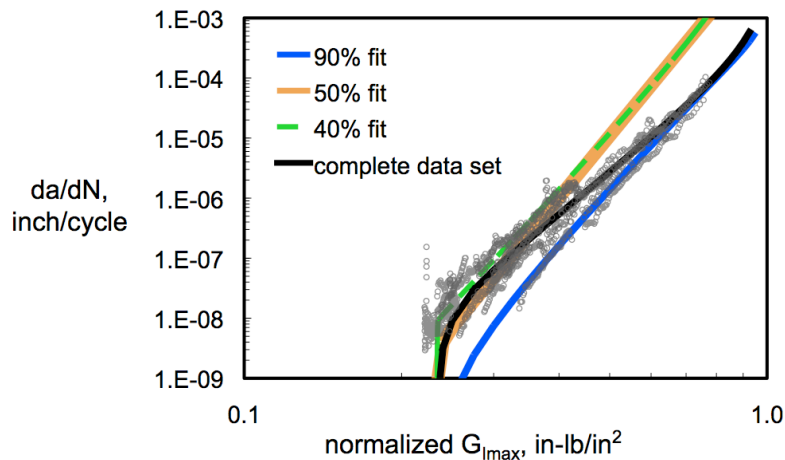 1.E-03
1.E-04
1.E-05
1.E-06
1.E-07
1.E-08
1.E-09
da/dN,
inch/cycle
90% fit
50% fit
40% fit
complete data set
0.1
1.0
normalized G_Imax, in-lb/in²